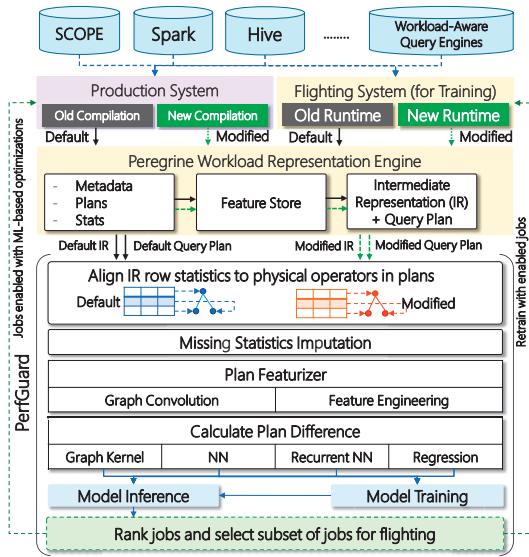 SCOPE
Spark
Hive
........
Workload-Aware
Query Engines
Production System
Flighting System (for Training)
Old Compilation
New Compilation
Old Runtime
New Runtime
Default
Modified
Default
Modified
Peregrine Workload Representation Engine
- Metadata
- Plans
- Stats
Feature Store
Intermediate
Representation (IR)
+ Query Plan
Default IR
Default Query Plan
Modified IR
Modified Query Plan
Align IR row statistics to physical operators in plans
Default
Modified
Missing Statistics Imputation
Plan Featurizer
Graph Convolution
Feature Engineering
Calculate Plan Difference
Graph Kernel
NN
Recurrent NN
Regression
Model Inference
Model Training
Rank jobs and select subset of jobs for flighting
Jobs enabled with ML-based optimizations
PerfGuard
Retrain with enabled jobs